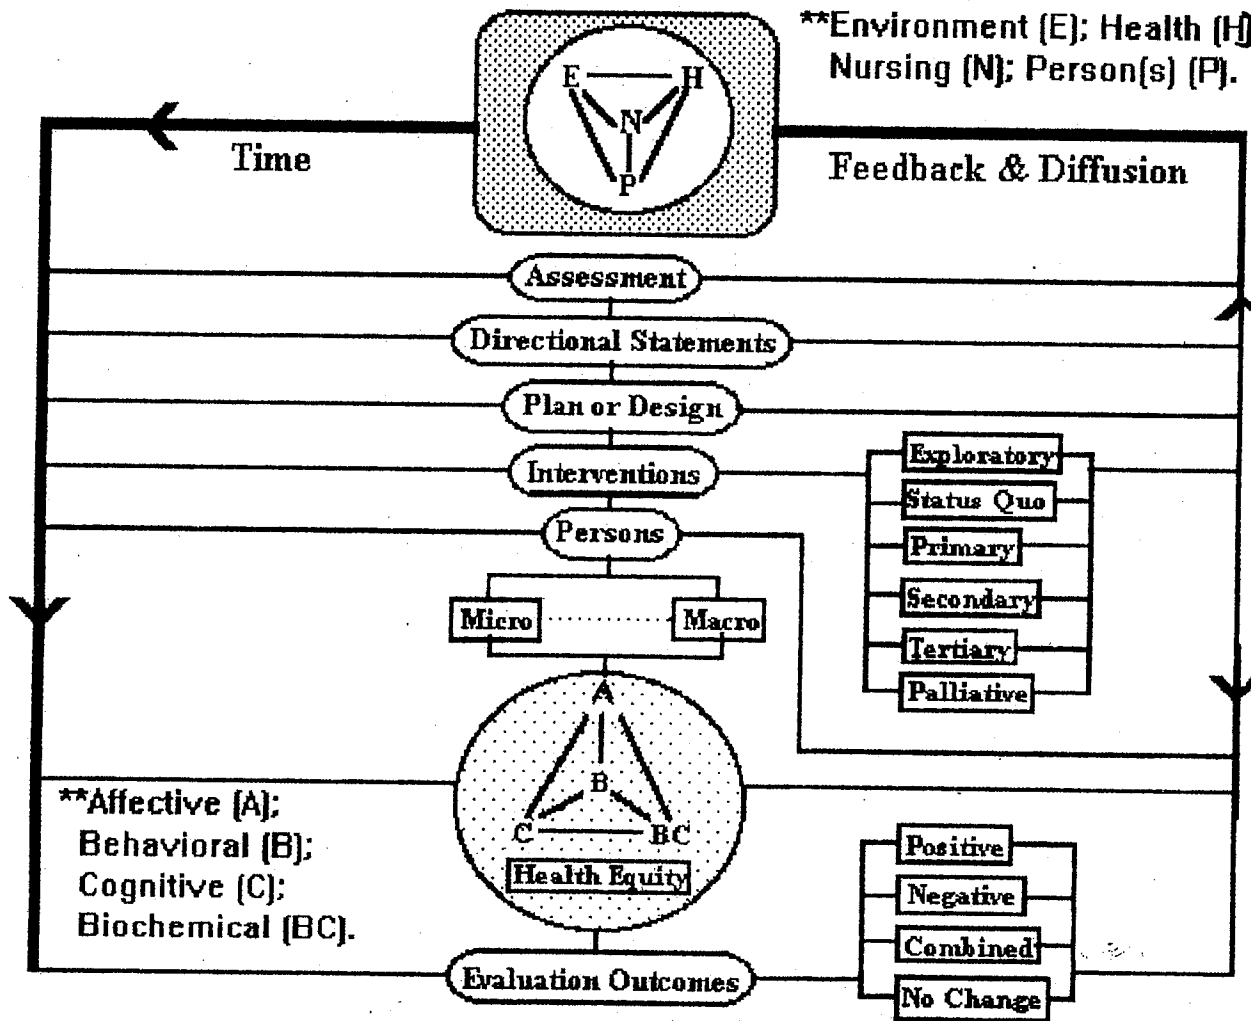 **Environment (E); Health (H)
Nursing (N); Person(s) (P).
E H
N
P
Time
Feedback & Diffusion
Assessment
Directional Statements
Plan or Design
Interventions
Exploratory
Status Quo
Primary
Secondary
Tertiary
Palliative
Persons
Micro
Macro
A
B
C BC
Health Equity
**Affective (A);
Behavioral (B);
Cognitive (C);
Biochemical (BC).
Positive
Negative
Combined
No Change
Evaluation Outcomes